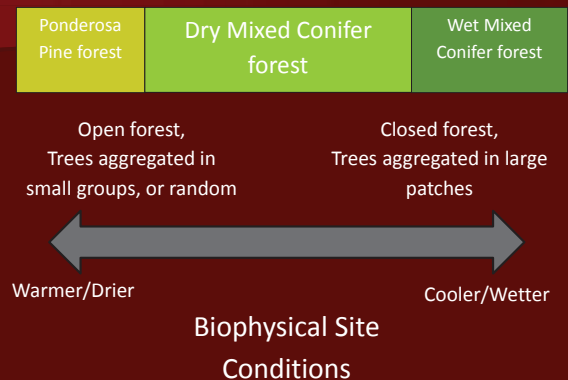 Ponderosa
Pine forest
Dry Mixed Conifer
forest
Wet Mixed
Conifer forest
Open forest,
Trees aggregated in
small groups, or random
Closed forest,
Trees aggregated in large
patches
Warmer/Drier
Cooler/Wetter
Biophysical Site
Conditions